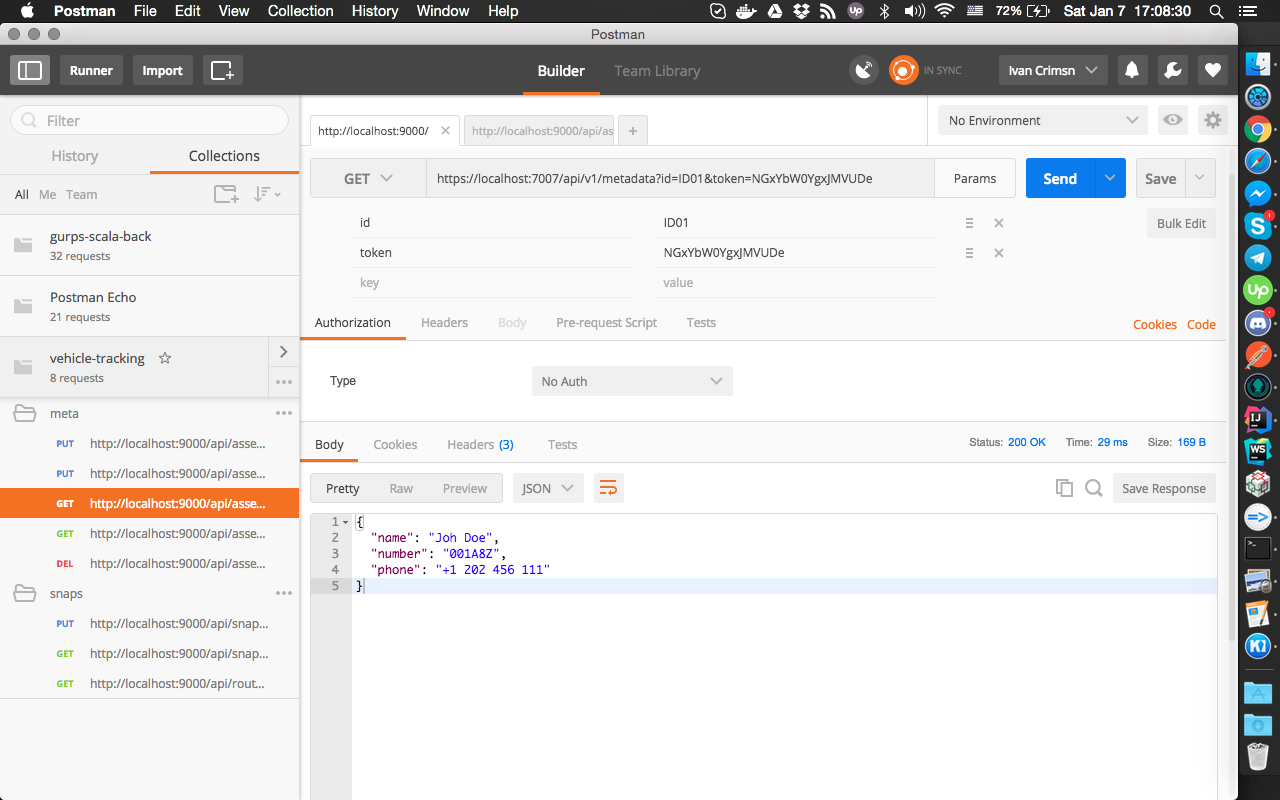 Postman File Edit View Collection History Window Help 72% Sat Jan 7 17:08:30
Postman
Runner Import Builder Team Library IN SYNC Ivan Crimsn
Filter
History Collections
All Me Team
gurps-scala-back
32 requests
Postman Echo
21 requests
vehicle-tracking
8 requests
meta
PUT http://localhost:9000/api/asse...
PUT http://localhost:9000/api/asse...
GET http://localhost:9000/api/asse...
GET http://localhost:9000/api/asse...
DEL http://localhost:9000/api/asse...
snaps
PUT http://localhost:9000/api/snap...
GET http://localhost:9000/api/snap...
GET http://localhost:9000/api/rout...
http://localhost:9000/ http://localhost:9000/api/as + No Environment
GET https://localhost:7007/api/v1/metadata?id=ID01&token=NGxYbW0YgxJMVUDe Params Send Save
id ID01 Bulk Edit
token NGxYbW0YgxJMVUDe
key value
Authorization Headers Body Pre-request Script Tests Cookies Code
Type No Auth
Body Cookies Headers (3) Tests Status: 200 OK Time: 29 ms Size: 169 B
Pretty Raw Preview JSON Save Response
1 {
2 "name": "Joh Doe",
3 "number": "001A8Z",
4 "phone": "+1 202 456 111"
5 }